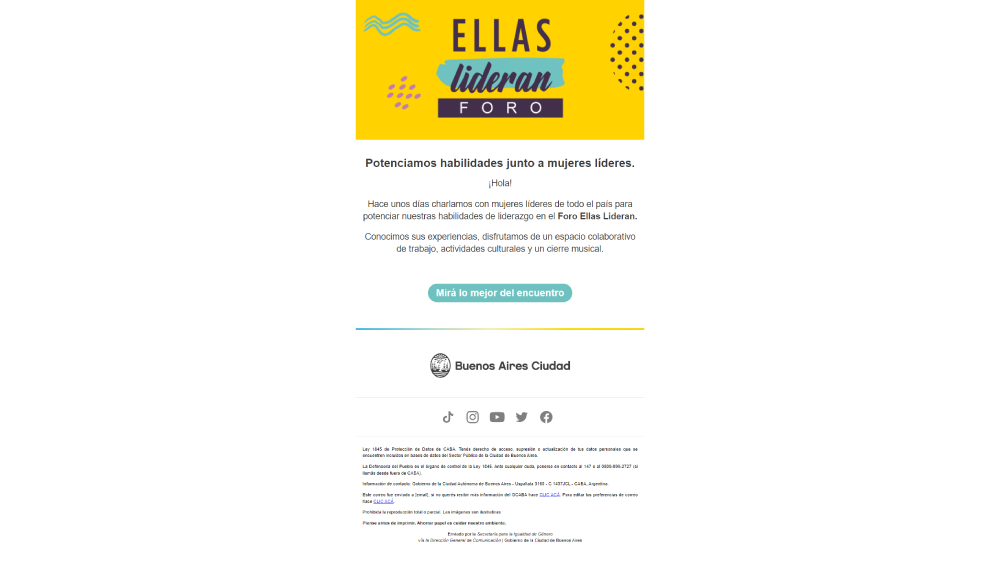 ELLAS
lideran
FORO
Potenciamos habilidades junto a mujeres líderes.
¡Hola!
Hace unos días charlamos con mujeres líderes de todo el país para
potenciar nuestras habilidades de liderazgo en el Foro Ellas Lideran.
Conocimos sus experiencias, disfrutamos de un espacio colaborativo
de trabajo, actividades culturales y un cierre musical.
Mirá lo mejor del encuentro
Buenos Aires Ciudad
Ley 1845 de Protección de Datos de CABA. Tenés derecho de acceso, supresión o actualización de tus datos personales que se
encuentren incluidos en bases de datos del Sector Público de la Ciudad de Buenos Aires.
La Defensoría del Pueblo es el órgano de control de la Ley 1845. Ante cualquier duda, ponerse en contacto al 147 o al 0800-999-2727 (si
llamás desde fuera de CABA).
Información de contacto: Gobierno de la Ciudad Autónoma de Buenos Aires - Uspallata 3160 - C 1437JCL - CABA, Argentina.
Este correo fue enviado a [email], si no querés recibir más información del GCABA hace CLIC ACÁ. Para editar tus preferencias de correo
hace CLIC ACÁ.
Prohibida la reproducción total o parcial. Las imágenes son ilustrativas.
Piense antes de imprimir. Ahorrar papel es cuidar nuestro ambiente.
Enviado por la Secretaría para la Igualdad de Género
vía la Dirección General de Comunicación | Gobierno de la Ciudad de Buenos Aires